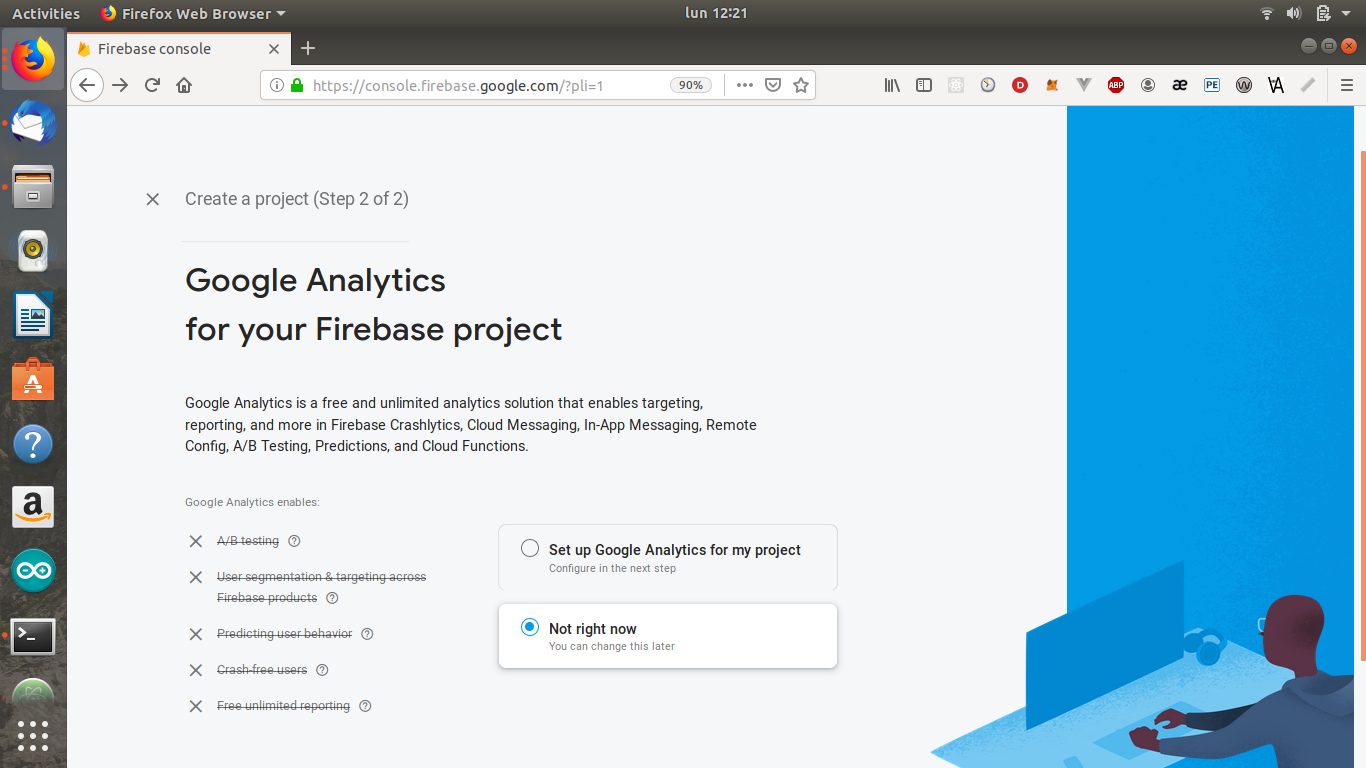 Activities
Firefox Web Browser
lun 12:21
Firebase console
https://console.firebase.google.com/?pli=1
90%
D
ABP
æ
PE
W
Create a project (Step 2 of 2)
Google Analytics
for your Firebase project
Google Analytics is a free and unlimited analytics solution that enables targeting,
reporting, and more in Firebase Crashlytics, Cloud Messaging, In-App Messaging, Remote
Config, A/B Testing, Predictions, and Cloud Functions.
Google Analytics enables:
A/B testing
User segmentation & targeting across
Firebase products
Predicting user behavior
Crash-free users
Free unlimited reporting
Set up Google Analytics for my project
Configure in the next step
Not right now
You can change this later